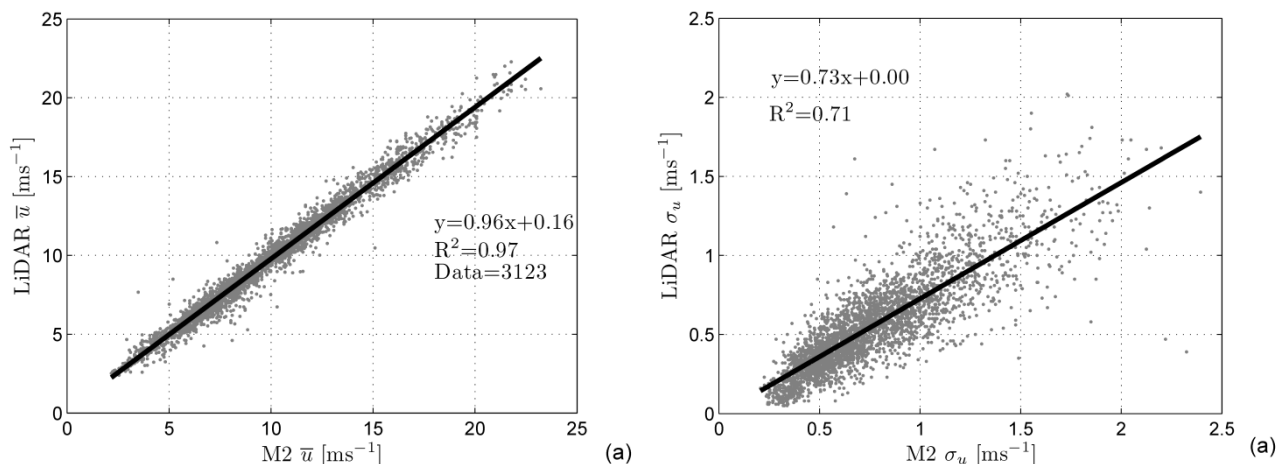 25
20
15
10
5
0
LiDAR u̅ [ms⁻¹]
y=0.96x+0.16
R²=0.97
Data=3123
0 5 10 15 20 25
M2 u̅ [ms⁻¹]
(a)
2.5
2
1.5
1
0.5
0
LiDAR σᵤ [ms⁻¹]
y=0.73x+0.00
R²=0.71
0 0.5 1 1.5 2 2.5
M2 σᵤ [ms⁻¹]
(a)